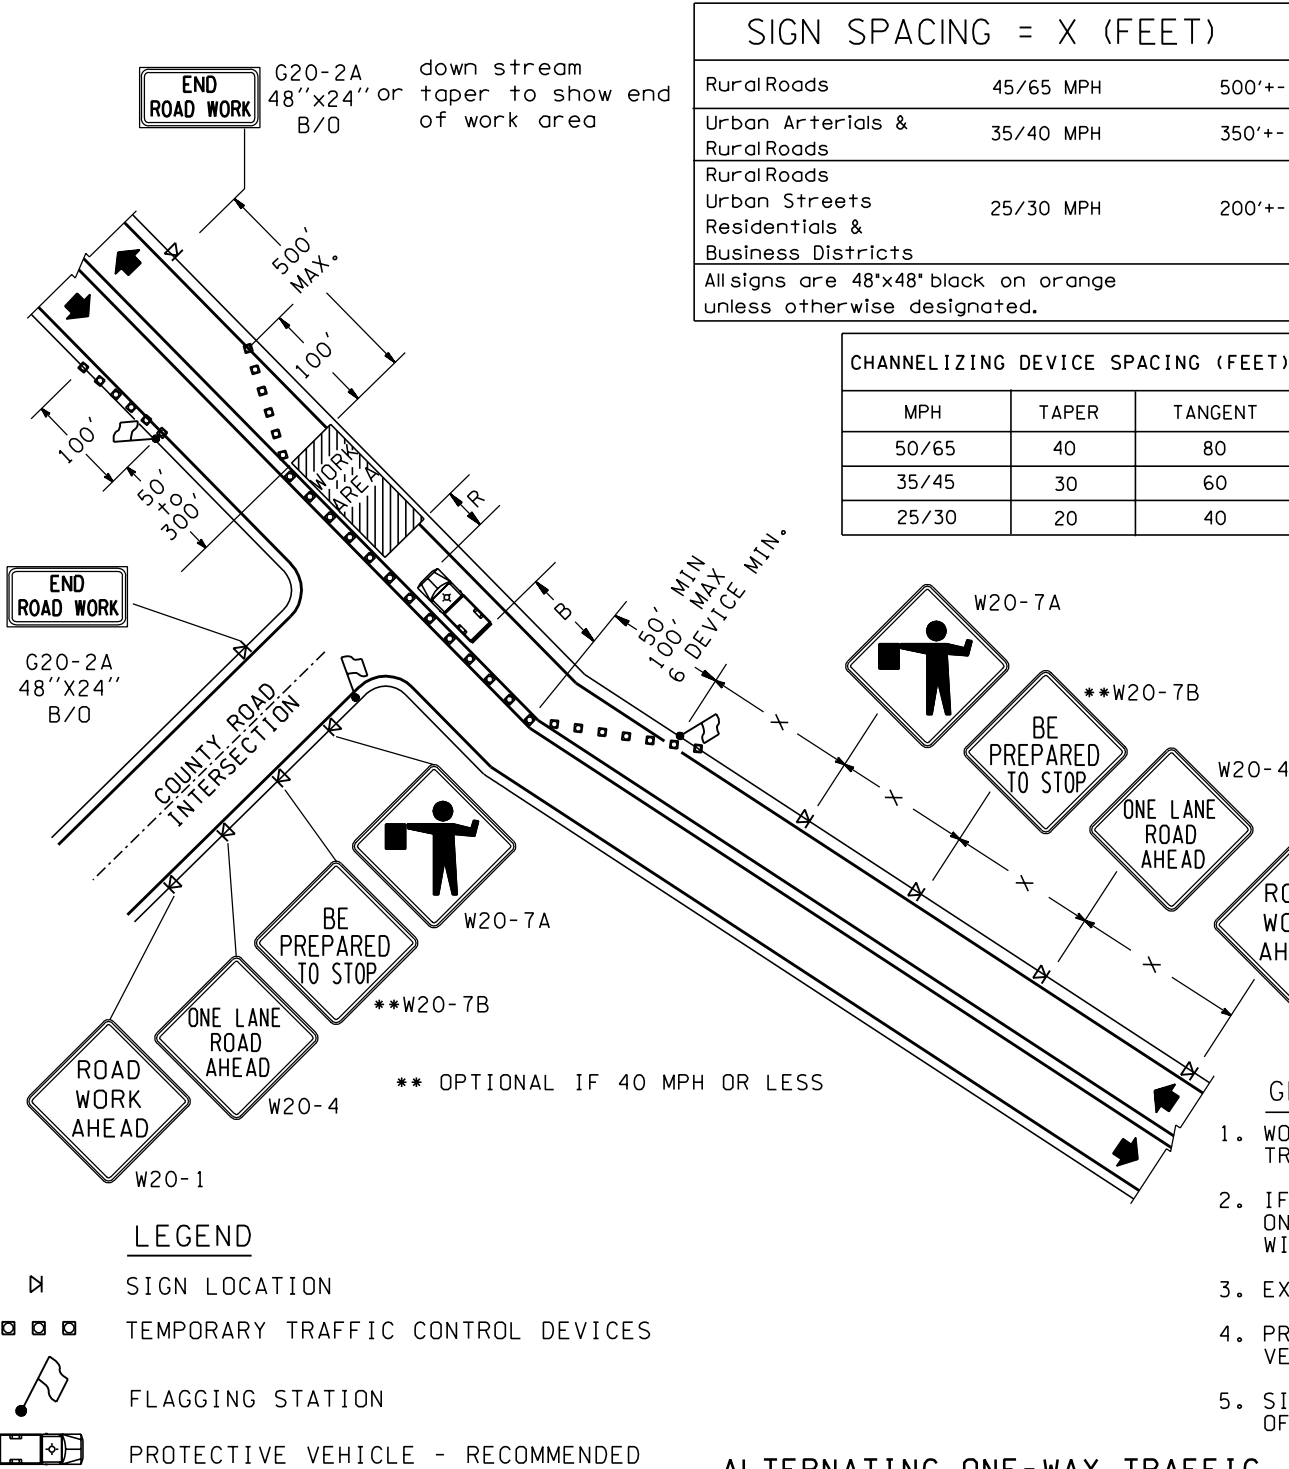 SIGN SPACING = X (FEET)
Rural Roads 45/65 MPH 500'+-
Urban Arterials & Rural Roads 35/40 MPH 350'+-
Rural Roads
Urban Streets 25/30 MPH 200'+-
Residentials &
Business Districts
All signs are 48"x48" black on orange
unless otherwise designated.
CHANNELIZING DEVICE SPACING (FEET)
MPH TAPER TANGENT
50/65 40 80
35/45 30 60
25/30 20 40
END
ROAD WORK
G20-2A
48''x24''
B/O
or
down stream
taper to show end
of work area
500'
MAX.
100'
100'
50'
to
300'
WORK
AREA
R
B
50' MIN
100' MAX
6 DEVICE MIN.
X
X
X
X
END
ROAD WORK
G20-2A
48''X24''
B/O
COUNTY ROAD
INTERSECTION
W20-7A
BE
PREPARED
TO STOP
**W20-7B
ONE LANE
ROAD
AHEAD
W20-4
W20-7A
BE
PREPARED
TO STOP
**W20-7B
ONE LANE
ROAD
AHEAD
W20-4
ROAD
WORK
AHEAD
W20-1
** OPTIONAL IF 40 MPH OR LESS
LEGEND
SIGN LOCATION
TEMPORARY TRAFFIC CONTROL DEVICES
FLAGGING STATION
PROTECTIVE VEHICLE - RECOMMENDED
1.
2. IF
3.
4.
5.
OF
ALTERNATING ONE-WAY TRAFFIC